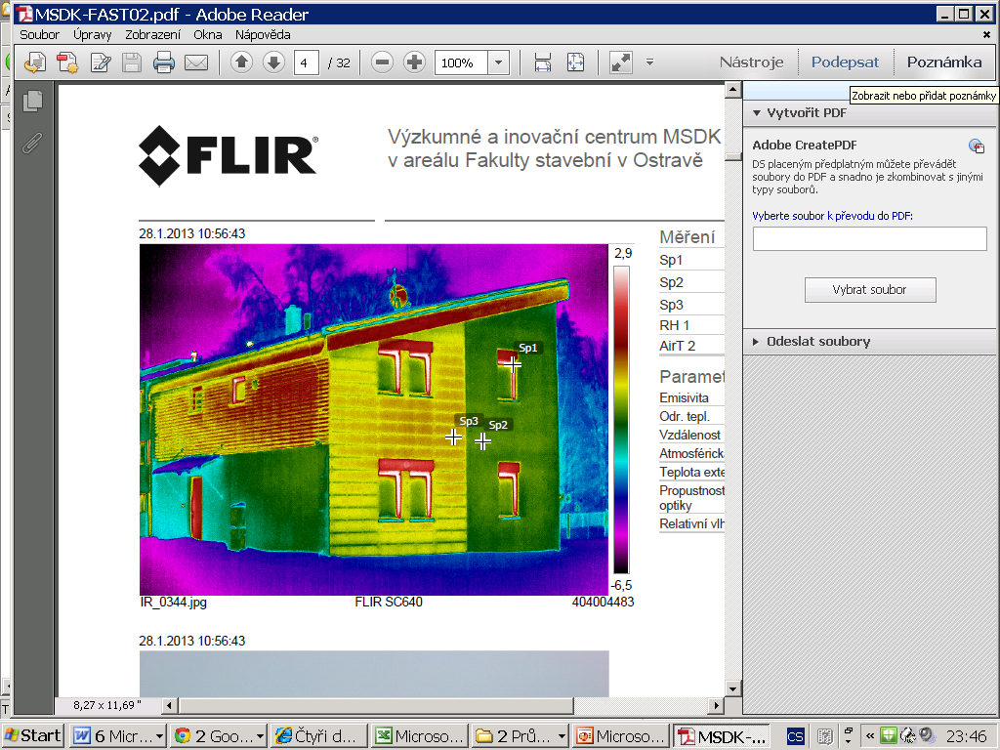 MSDK-FAST02.pdf - Adobe Reader
Soubor Úpravy Zobrazení Okna Nápověda
4 / 32 100% Nástroje Podepsat Poznámka
Zobrazit nebo přidat poznámky
FLIR®
Výzkumné a inovační centrum MSDK
v areálu Fakulty stavební v Ostravě
28.1.2013 10:56:43
2,9
Sp1
Sp3
Sp2
-6,5
IR_0344.jpg FLIR SC640 404004483
28.1.2013 10:56:43
Měření
Sp1
Sp2
Sp3
RH 1
AirT 2
Paramet
Emisivita
Odr. tepl.
Vzdálenost
Atmosférick
Teplota exte
Propustnost
optiky
Relativní vlh
8,27 x 11,69 "
Vytvořit PDF
Adobe CreatePDF
DS placeným předplatným můžete převádět
soubory do PDF a snadno je zkombinovat s jinými
typy souborů.
Vyberte soubor k převodu do PDF:
Vybrat soubor
Odeslat soubory
Start 6 Micr... 2 Goo... Čtyři d... Microso... 2 Prů... Microso... MSDK-... CS « 23:46